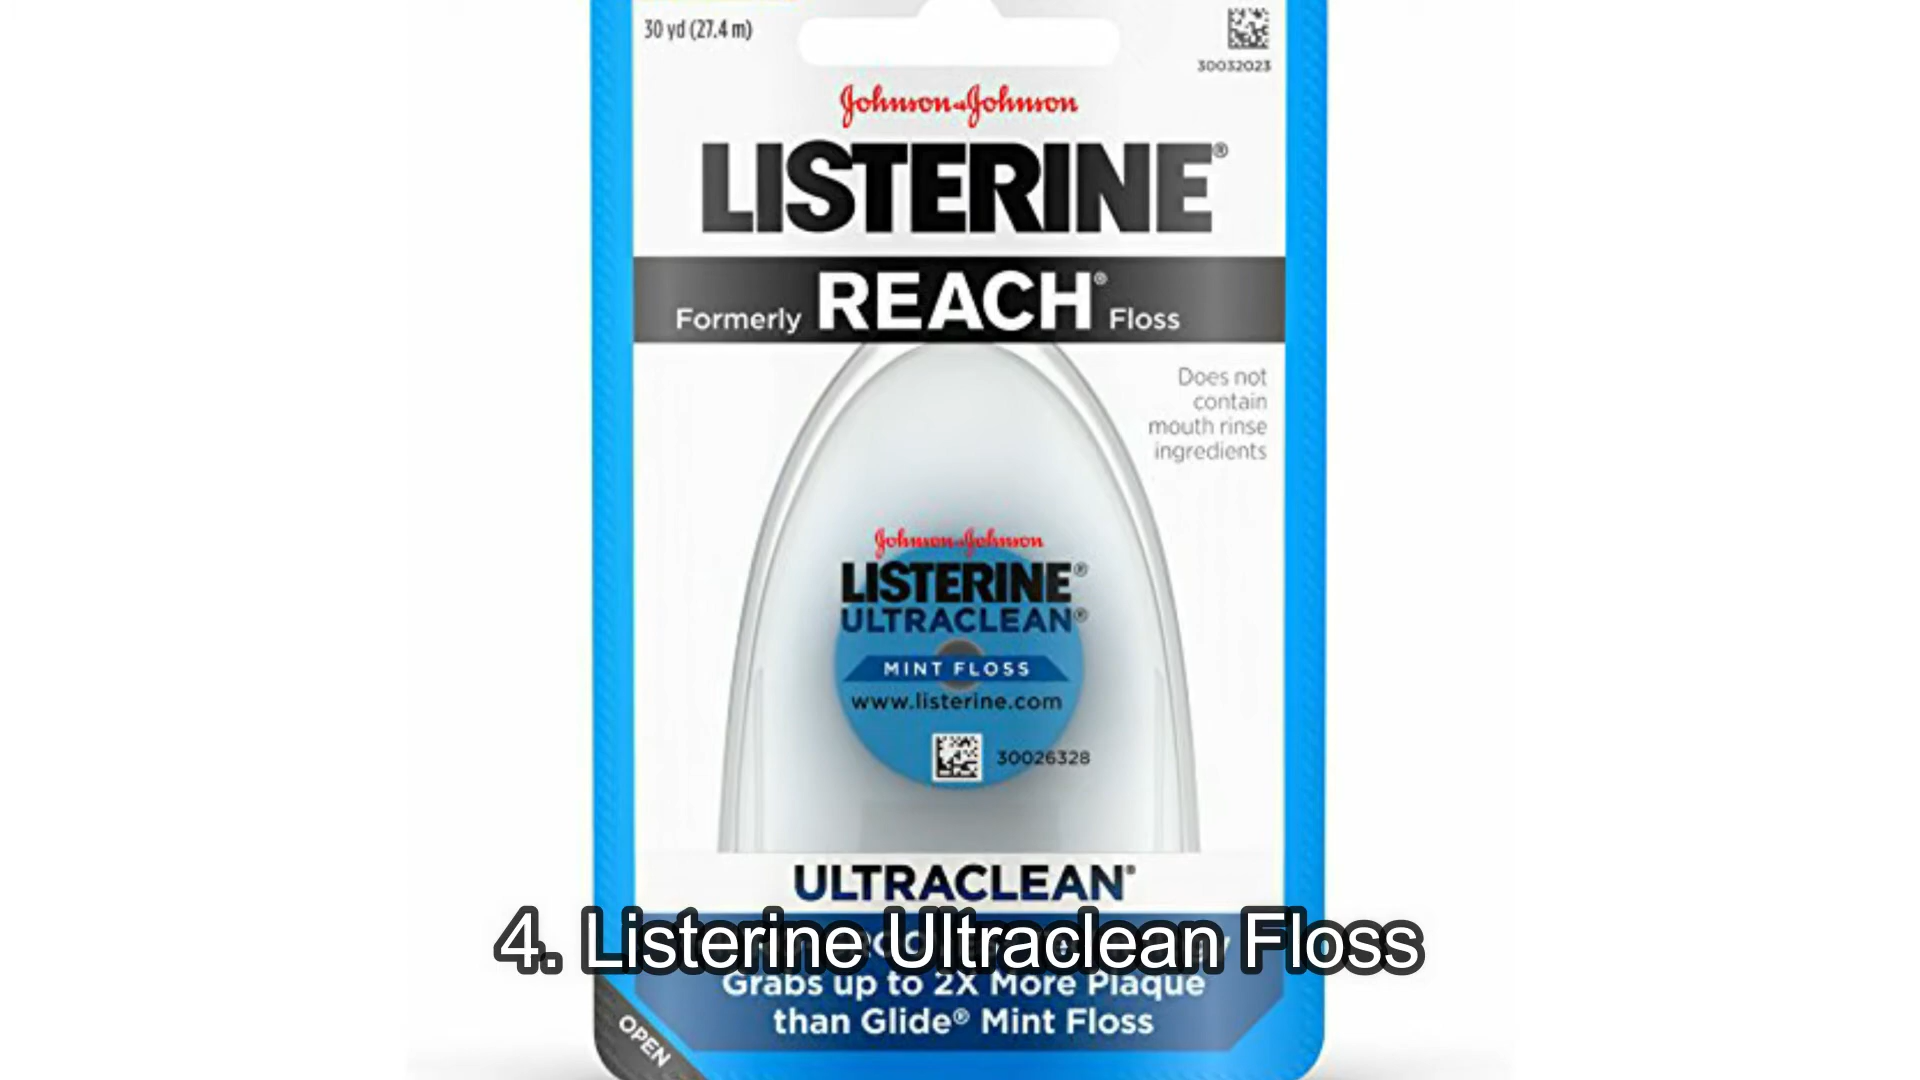 30 yd (27.4 m)
30032023
Johnson & Johnson
LISTERINE®
Formerly REACH® Floss
Does not
contain
mouth rinse
ingredients
Johnson & Johnson
LISTERINE®
ULTRACLEAN®
MINT FLOSS
www.listerine.com
30026328
ULTRACLEAN®
4. Listerine Ultraclean Floss
Grabs up to 2X More Plaque
than Glide® Mint Floss
OPEN